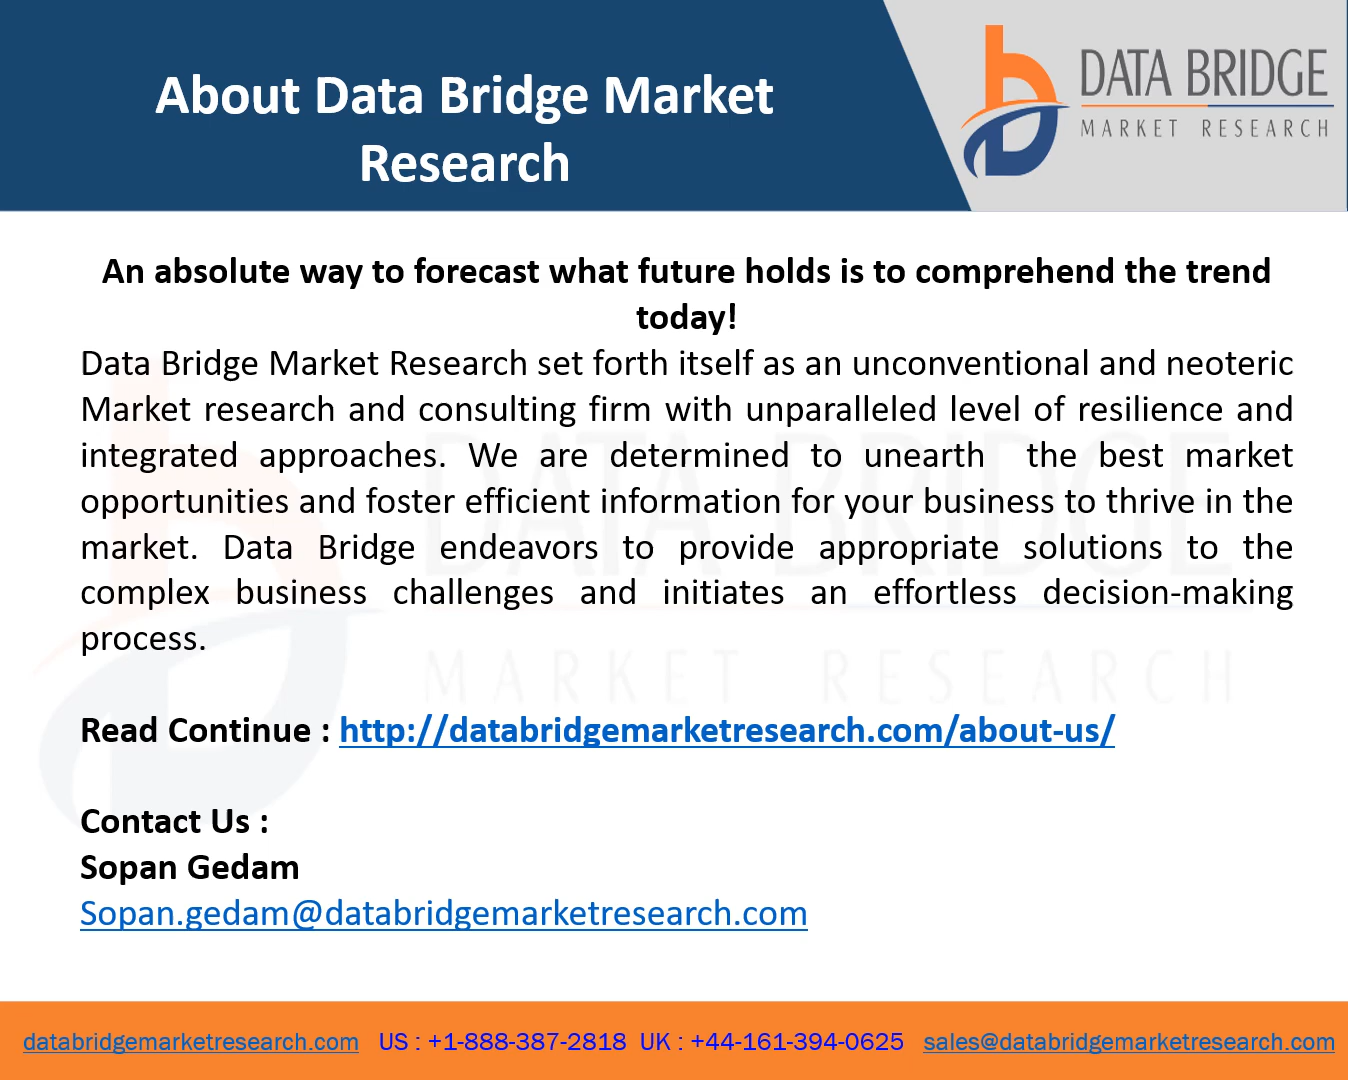 About Data Bridge Market
Research
DATA BRIDGE
MARKET RESEARCH
An absolute way to forecast what future holds is to comprehend the trend
today!
Data Bridge Market Research set forth itself as an unconventional and neoteric
Market research and consulting firm with unparalleled level of resilience and
integrated approaches. We are determined to unearth the best market
opportunities and foster efficient information for your business to thrive in the
market. Data Bridge endeavors to provide appropriate solutions to the
complex business challenges and initiates an effortless decision-making
process.
DATA BRIDGE
MARKET RESEARCH
Read Continue : http://databridgemarketresearch.com/about-us/
Contact Us :
Sopan Gedam
Sopan.gedam@databridgemarketresearch.com
databridgemarketresearch.com US : +1-888-387-2818 UK : +44-161-394-0625 sales@databridgemarketresearch.com